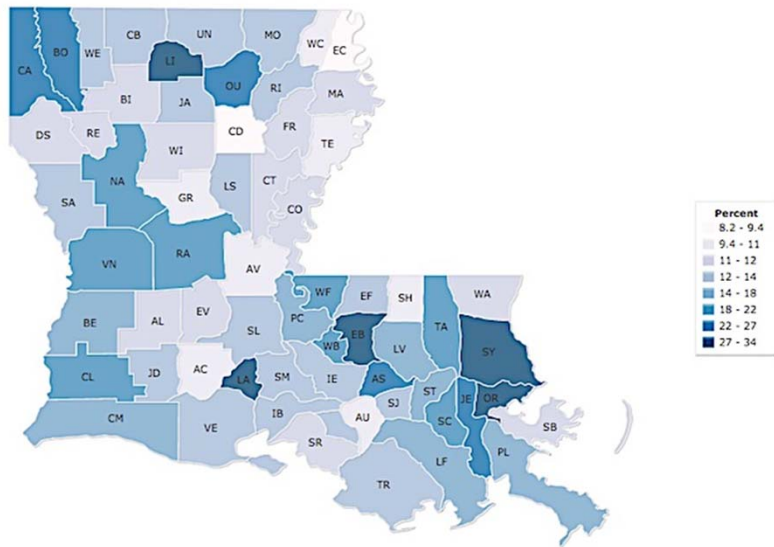 CB
UN
MO
WC
EC
CA
BO
WE
LI
OU
RI
MA
BI
JA
DS
RE
CD
FR
TE
WI
NA
LS
CT
SA
GR
CO
VN
RA
AV
BE
AL
EV
SL
PC
WF
EF
SH
WA
TA
WB
EB
LV
SY
CL
JD
AC
LA
SM
IE
AS
ST
JE
OR
CM
VE
IB
SR
AU
SJ
SC
SB
PL
TR
LF
Percent
8.2 - 9.4
9.4 - 11
11 - 12
12 - 14
14 - 18
18 - 22
22 - 27
27 - 34